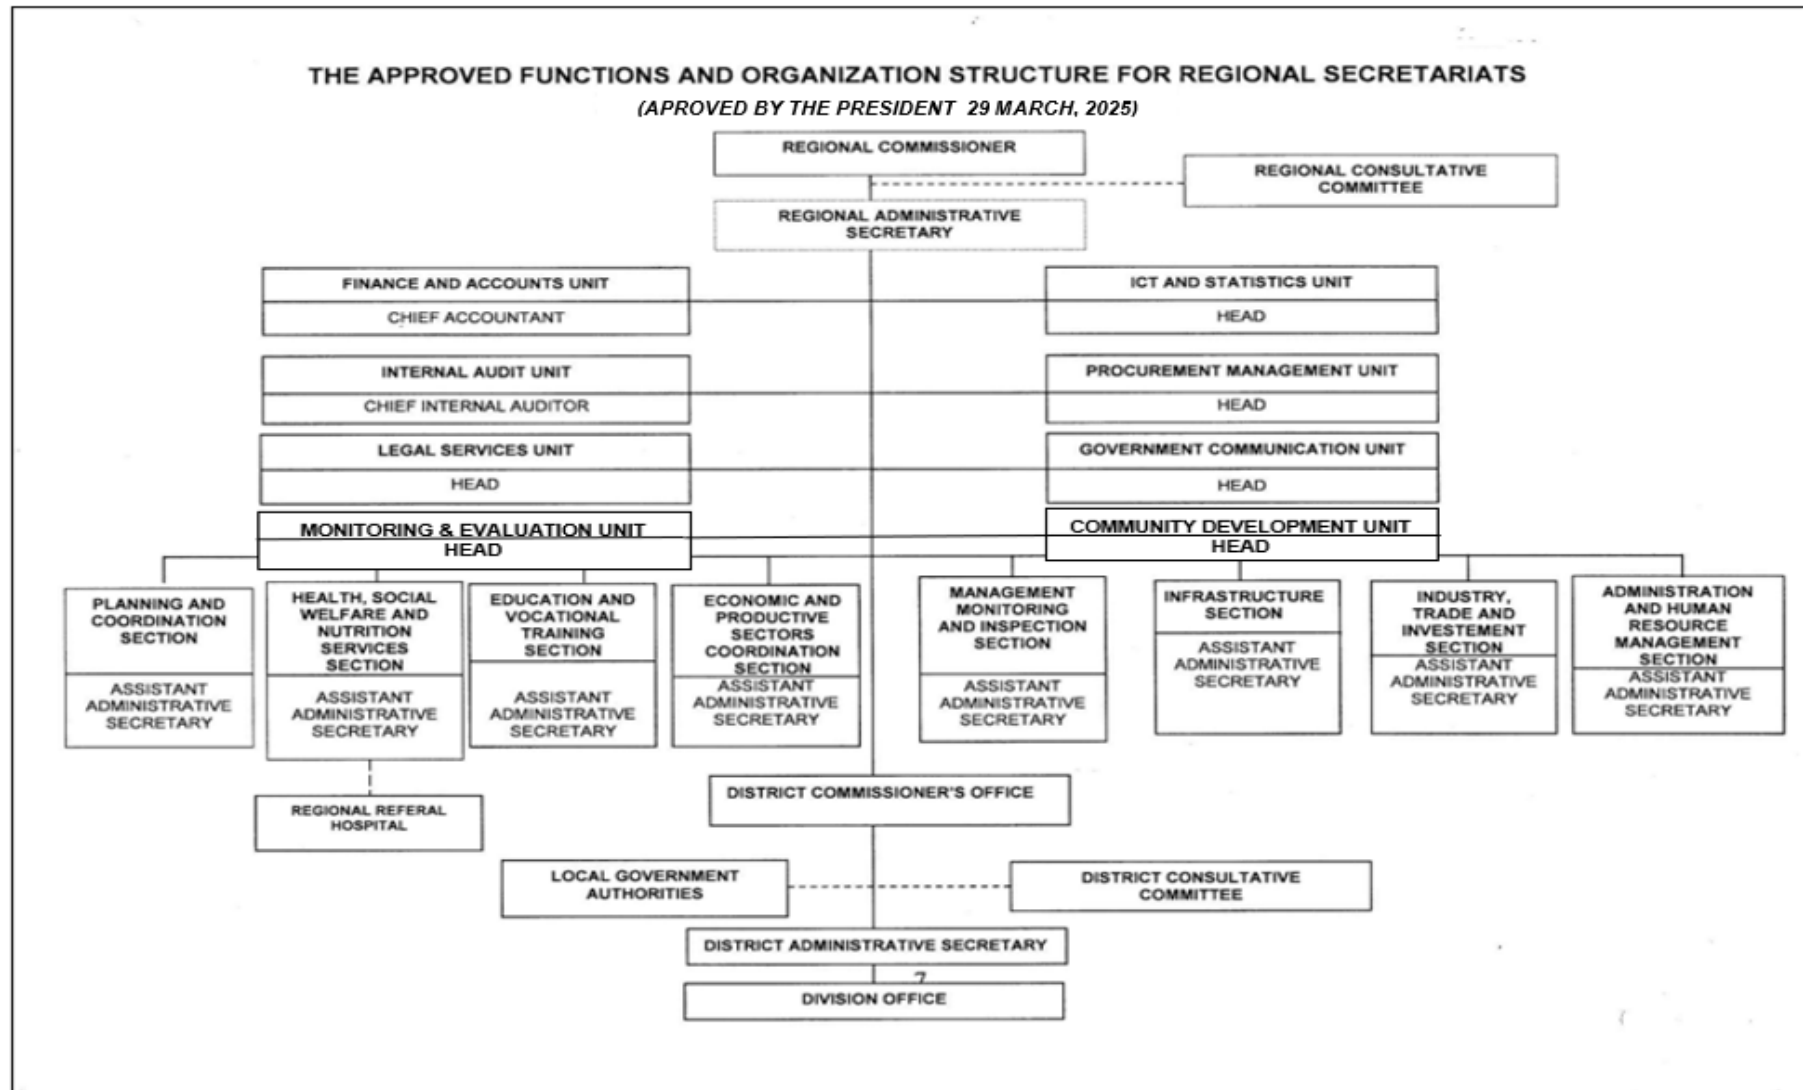 THE APPROVED FUNCTIONS AND ORGANIZATION STRUCTURE FOR REGIONAL SECRETARIATS
(APROVED BY THE PRESIDENT 29 MARCH, 2025)
REGIONAL COMMISSIONER
REGIONAL CONSULTATIVE
COMMITTEE
REGIONAL ADMINISTRATIVE
SECRETARY
FINANCE AND ACCOUNTS UNIT
CHIEF ACCOUNTANT
ICT AND STATISTICS UNIT
HEAD
INTERNAL AUDIT UNIT
CHIEF INTERNAL AUDITOR
PROCUREMENT MANAGEMENT UNIT
HEAD
LEGAL SERVICES UNIT
HEAD
GOVERNMENT COMMUNICATION UNIT
HEAD
MONITORING & EVALUATION UNIT
HEAD
COMMUNITY DEVELOPMENT UNIT
HEAD
PLANNING AND
COORDINATION
SECTION
ASSISTANT
ADMINISTRATIVE
SECRETARY
HEALTH, SOCIAL
WELFARE AND
NUTRITION
SERVICES
SECTION
ASSISTANT
ADMINISTRATIVE
SECRETARY
EDUCATION AND
VOCATIONAL
TRAINING
SECTION
ASSISTANT
ADMINISTRATIVE
SECRETARY
ECONOMIC AND
PRODUCTIVE
SECTORS
COORDINATION
SECTION
ASSISTANT
ADMINISTRATIVE
SECRETARY
MANAGEMENT
MONITORING
AND INSPECTION
SECTION
ASSISTANT
ADMINISTRATIVE
SECRETARY
INFRASTRUCTURE
SECTION
ASSISTANT
ADMINISTRATIVE
SECRETARY
INDUSTRY,
TRADE AND
INVESTEMENT
SECTION
ASSISTANT
ADMINISTRATIVE
SECRETARY
ADMINISTRATION
AND HUMAN
RESOURCE
MANAGEMENT
SECTION
ASSISTANT
ADMINISTRATIVE
SECRETARY
REGIONAL REFERAL
HOSPITAL
DISTRICT COMMISSIONER'S OFFICE
LOCAL GOVERNMENT
AUTHORITIES
DISTRICT CONSULTATIVE
COMMITTEE
DISTRICT ADMINISTRATIVE SECRETARY
7
DIVISION OFFICE